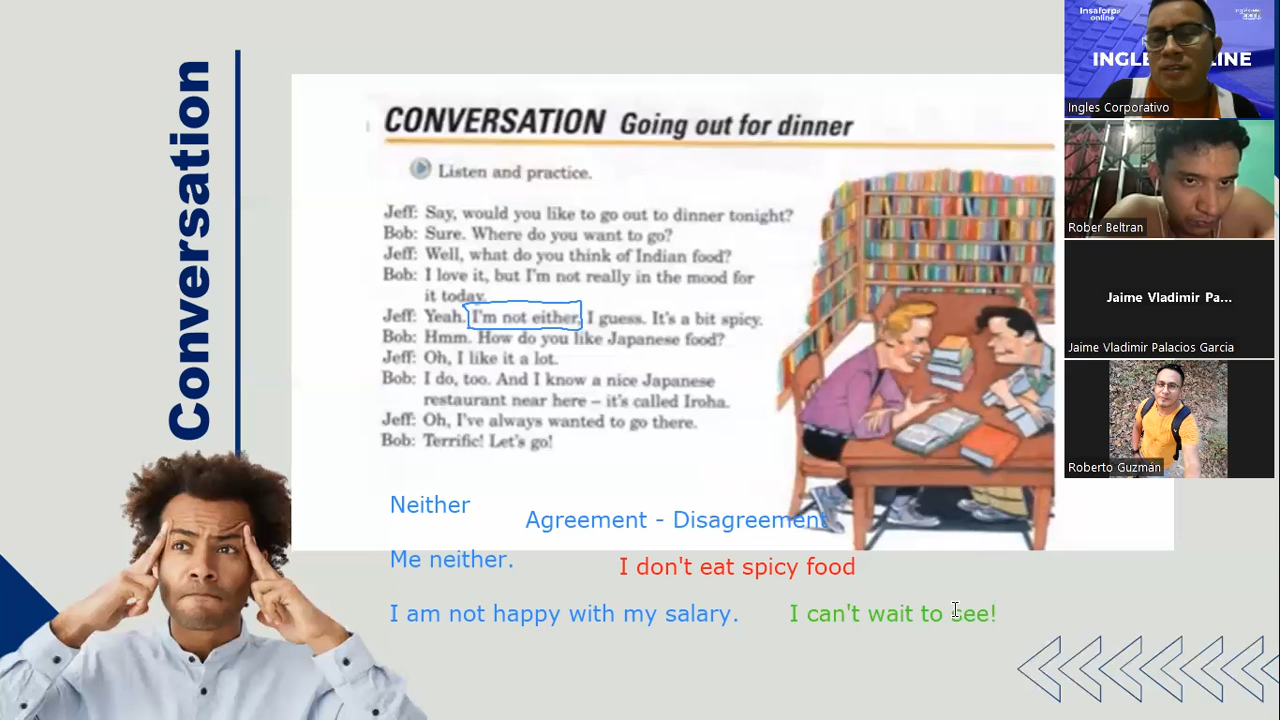 Conversation
CONVERSATION Going out for dinner
Listen and practice.
Jeff: Say, would you like to go out to dinner tonight?
Bob: Sure. Where do you want to go?
Jeff: Well, what do you think of Indian food?
Bob: I love it, but I'm not really in the mood for
it today.
Jeff: Yeah. I'm not either, I guess. It's a bit spicy.
Bob: Hmm. How do you like Japanese food?
Jeff: Oh, I like it a lot.
Bob: I do, too. And I know a nice Japanese
restaurant near here – it's called Iroha.
Jeff: Oh, I've always wanted to go there.
Bob: Terrific! Let's go!
Neither
Agreement - Disagreement
Me neither.
I don't eat spicy food
I am not happy with my salary.
I can't wait to see!
Insaforp
online
INGLE
LINE
Ingles Corporativo
Rober Beltran
Jaime Vladimir Pa...
Jaime Vladimir Palacios Garcia
Roberto Guzmán